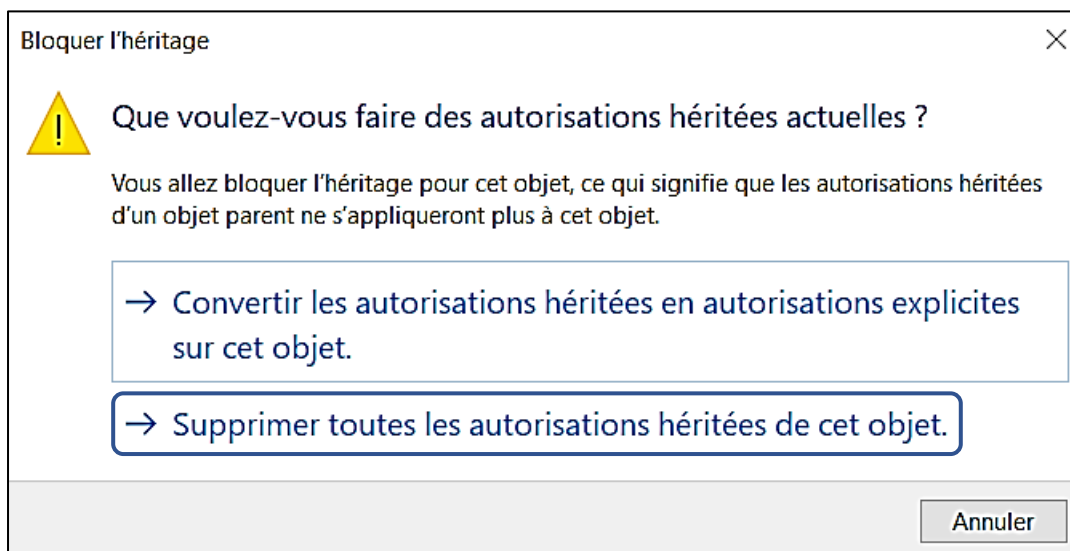 Bloquer l'héritage
Que voulez-vous faire des autorisations héritées actuelles ?
Vous allez bloquer l'héritage pour cet objet, ce qui signifie que les autorisations héritées
d'un objet parent ne s'appliqueront plus à cet objet.
→ Convertir les autorisations héritées en autorisations explicites
sur cet objet.
→ Supprimer toutes les autorisations héritées de cet objet.
Annuler